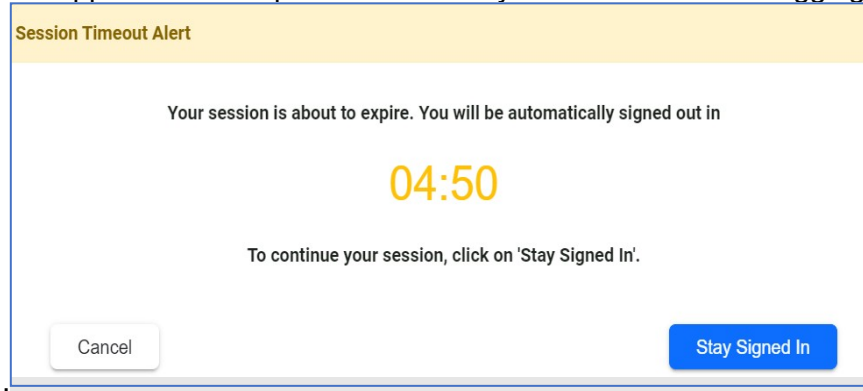 Session Timeout Alert
Your session is about to expire. You will be automatically signed out in
04:50
To continue your session, click on 'Stay Signed In'.
Cancel
Stay Signed In
.